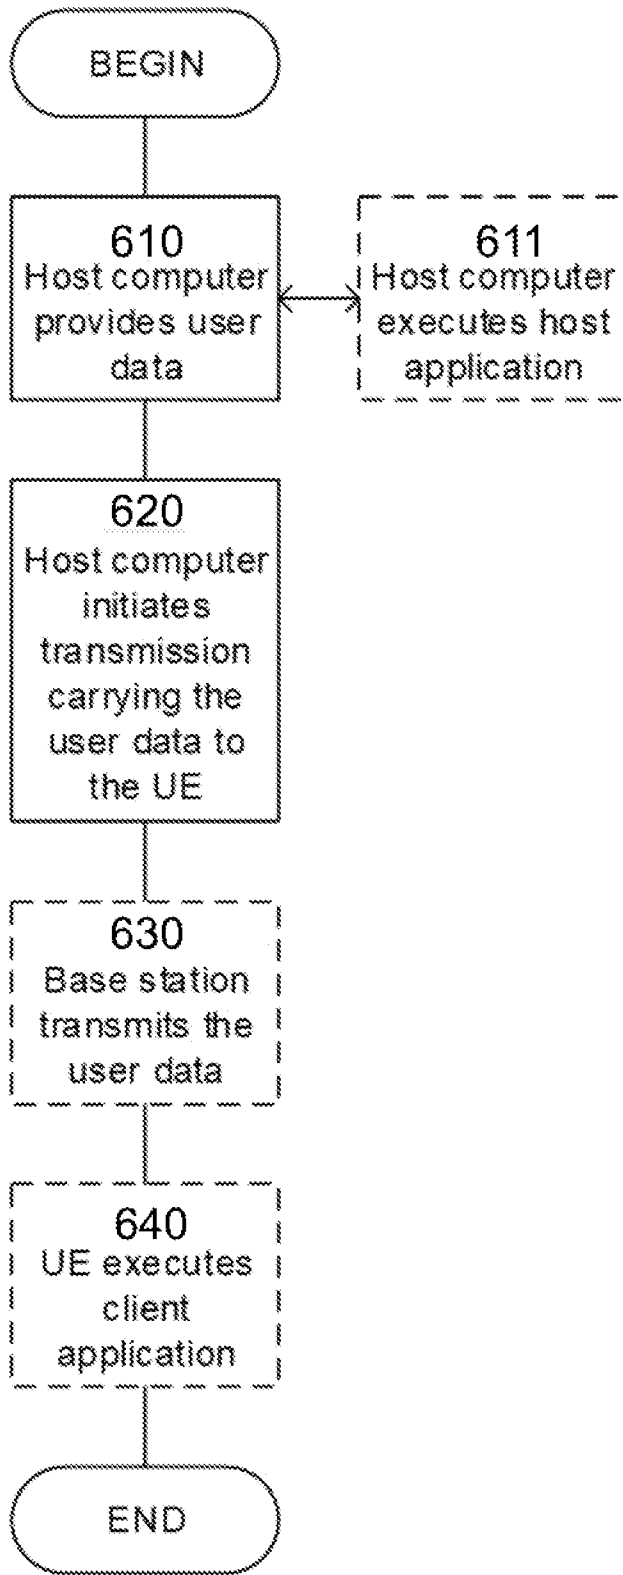 BEGIN
610
Host computer
provides user
data
611
Host computer
executes host
application
620
Host computer
initiates
transmission
carrying the
user data to
the UE
630
Base station
transmits the
user data
640
UE executes
client
application
END